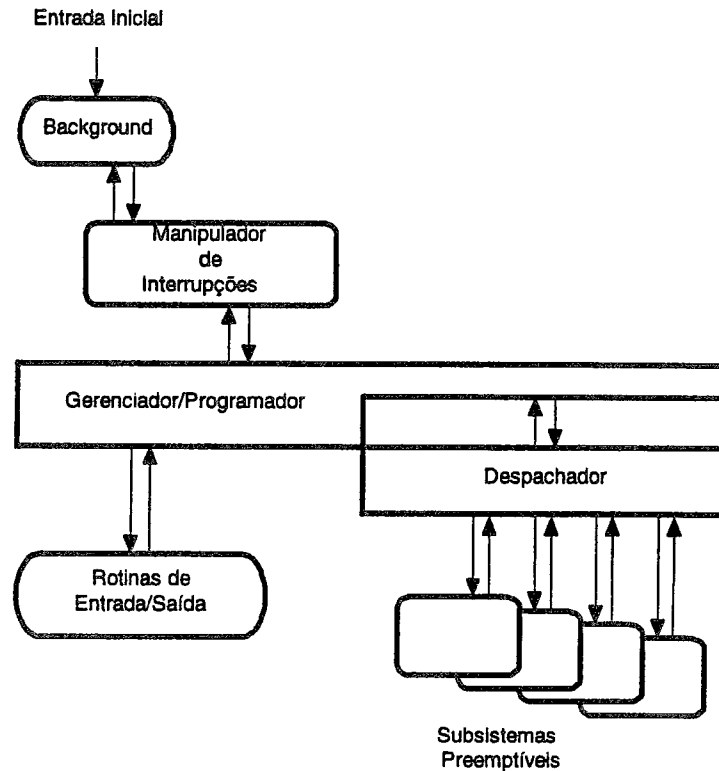 Entrada Inicial
Background
Manipulador
de
Interrupções
Gerenciador/Programador
Despachador
Rotinas de
Entrada/Saída
Subsistemas
Preemptíveis